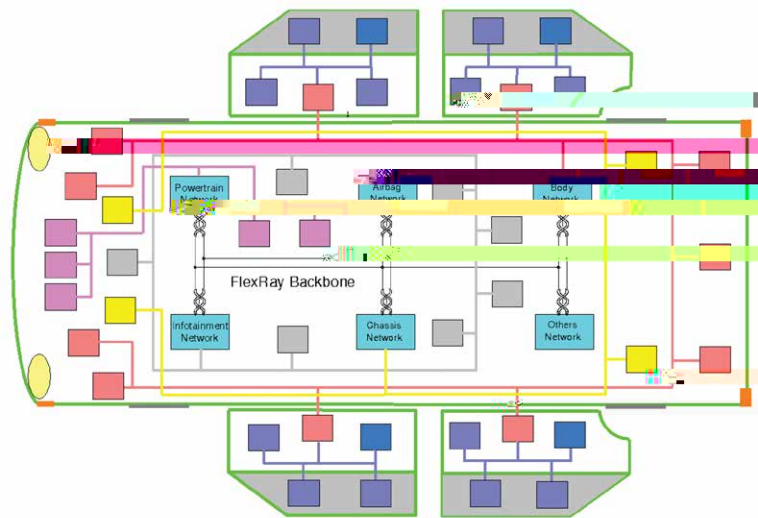 Powertrain
Network
Airbag
Network
Body
Network
FlexRay Backbone
Infotainment
Network
Chassis
Network
Others
Network